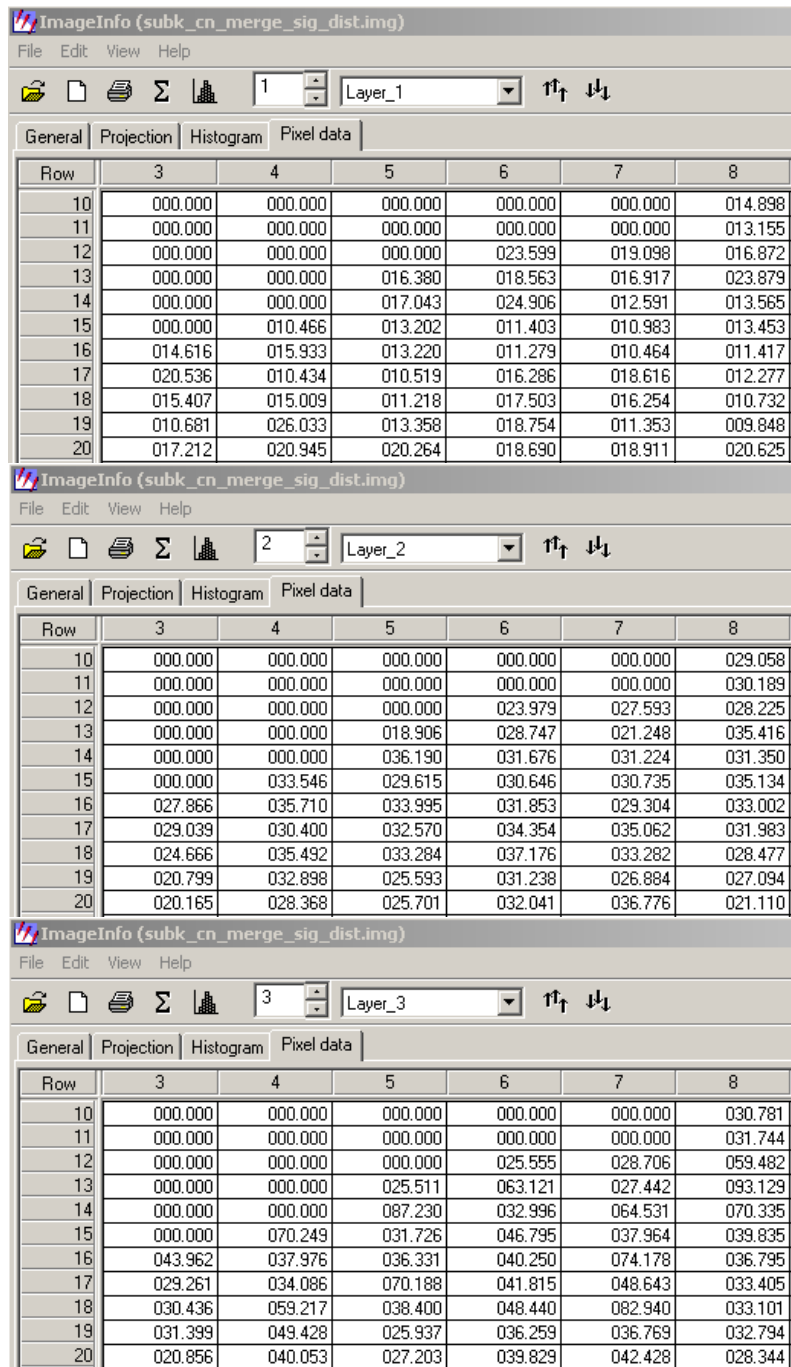 ImageInfo (subk_cn_merge_sig_dist.img)
File Edit View Help
Σ 1 Layer_1
General Projection Histogram Pixel data
Row 3 4 5 6 7 8
10 000.000 000.000 000.000 000.000 000.000 014.898
11 000.000 000.000 000.000 000.000 000.000 013.155
12 000.000 000.000 000.000 023.599 019.098 016.872
13 000.000 000.000 016.380 018.563 016.917 023.879
14 000.000 000.000 017.043 024.906 012.591 013.565
15 000.000 010.466 013.202 011.403 010.983 013.453
16 014.616 015.933 013.220 011.279 010.464 011.417
17 020.536 010.434 010.519 016.286 018.616 012.277
18 015.407 015.009 011.218 017.503 016.254 010.732
19 010.681 026.033 013.358 018.754 011.353 009.848
20 017.212 020.945 020.264 018.690 018.911 020.625
ImageInfo (subk_cn_merge_sig_dist.img)
File Edit View Help
Σ 2 Layer_2
General Projection Histogram Pixel data
Row 3 4 5 6 7 8
10 000.000 000.000 000.000 000.000 000.000 029.058
11 000.000 000.000 000.000 000.000 000.000 030.189
12 000.000 000.000 000.000 023.979 027.593 028.225
13 000.000 000.000 018.906 028.747 021.248 035.416
14 000.000 000.000 036.190 031.676 031.224 031.350
15 000.000 033.546 029.615 030.646 030.735 035.134
16 027.866 035.710 033.995 031.853 029.304 033.002
17 029.039 030.400 032.570 034.354 035.062 031.983
18 024.666 035.492 033.284 037.176 033.282 028.477
19 020.799 032.898 025.593 031.238 026.884 027.094
20 020.165 028.368 025.701 032.041 036.776 021.110
ImageInfo (subk_cn_merge_sig_dist.img)
File Edit View Help
Σ 3 Layer_3
General Projection Histogram Pixel data
Row 3 4 5 6 7 8
10 000.000 000.000 000.000 000.000 000.000 030.781
11 000.000 000.000 000.000 000.000 000.000 031.744
12 000.000 000.000 000.000 025.555 028.706 059.482
13 000.000 000.000 025.511 063.121 027.442 093.129
14 000.000 000.000 087.230 032.996 064.531 070.335
15 000.000 070.249 031.726 046.795 037.964 039.835
16 043.962 037.976 036.331 040.250 074.178 036.795
17 029.261 034.086 070.188 041.815 048.643 033.405
18 030.436 059.217 038.400 048.440 082.940 033.101
19 031.399 049.428 025.937 036.259 036.769 032.794
20 020.856 040.053 027.203 039.829 042.428 028.344